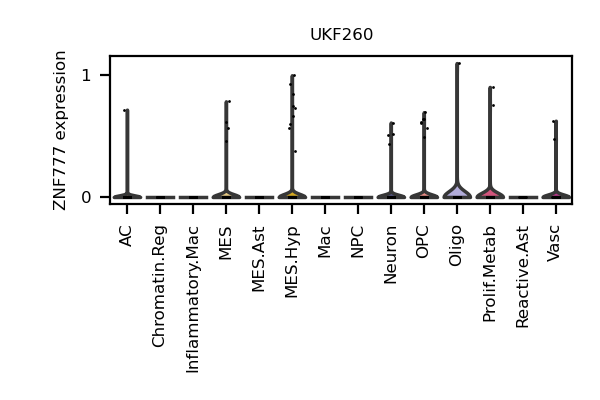 UKF260
ZNF777 expression
1
0
AC
Chromatin.Reg
Inflammatory.Mac
MES
MES.Ast
MES.Hyp
Mac
NPC
Neuron
OPC
Oligo
Prolif.Metab
Reactive.Ast
Vasc